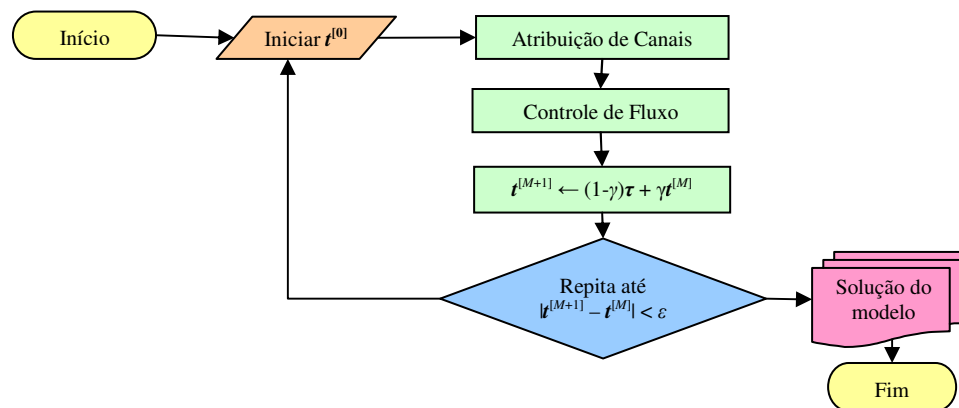 Início
Iniciar t^[0]
Atribuição de Canais
Controle de Fluxo
t^[M+1] ← (1-γ)τ + γt^[M]
Repita até
|t^[M+1] − t^[M]| < ε
Solução do
modelo
Fim